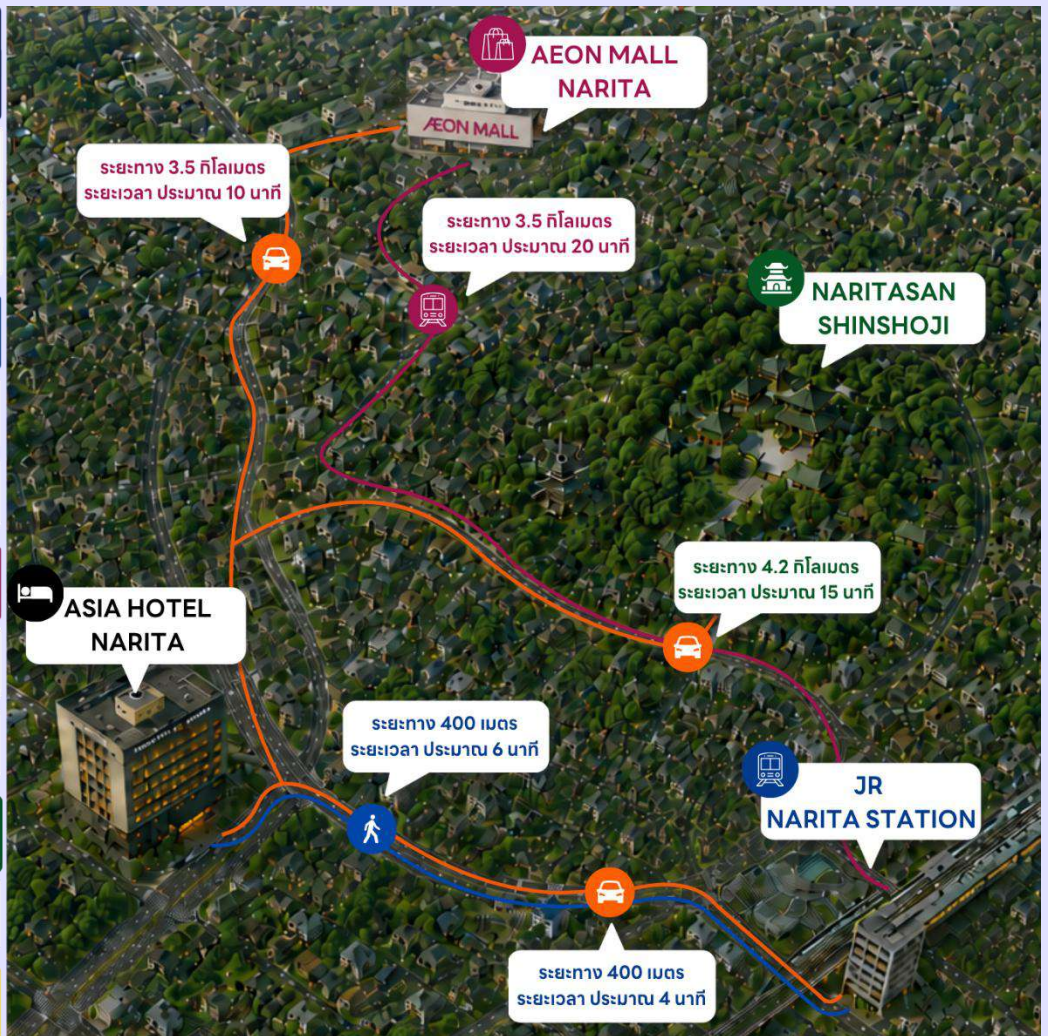 AEON MALL
NARITA
ÆON MALL
ระยะทาง 3.5 กิโลเมตร
ระยะเวลา ประมาณ 10 นาที
ระยะทาง 3.5 กิโลเมตร
ระยะเวลา ประมาณ 20 นาที
NARITASAN
SHINSHOJI
ระยะทาง 4.2 กิโลเมตร
ระยะเวลา ประมาณ 15 นาที
ASIA HOTEL
NARITA
ระยะทาง 400 เมตร
ระยะเวลา ประมาณ 6 นาที
JR
NARITA STATION
ระยะทาง 400 เมตร
ระยะเวลา ประมาณ 4 นาที